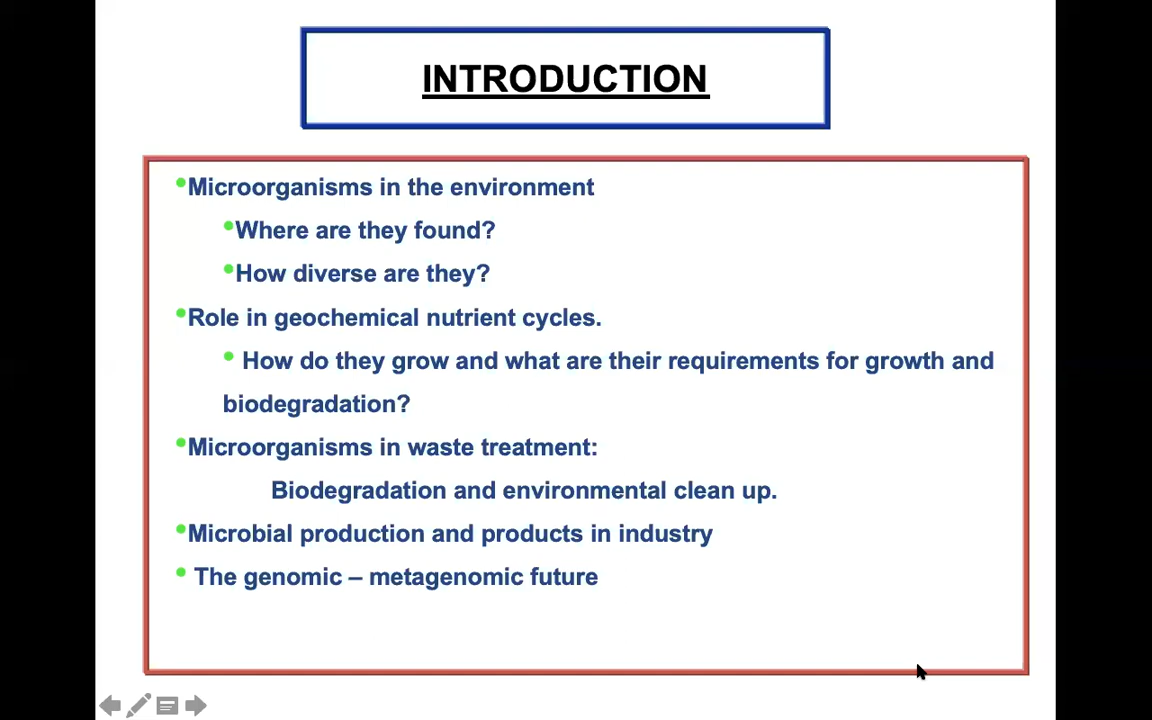 INTRODUCTION
•Microorganisms in the environment
•Where are they found?
•How diverse are they?
•Role in geochemical nutrient cycles.
• How do they grow and what are their requirements for growth and
biodegradation?
•Microorganisms in waste treatment:
Biodegradation and environmental clean up.
•Microbial production and products in industry
• The genomic – metagenomic future